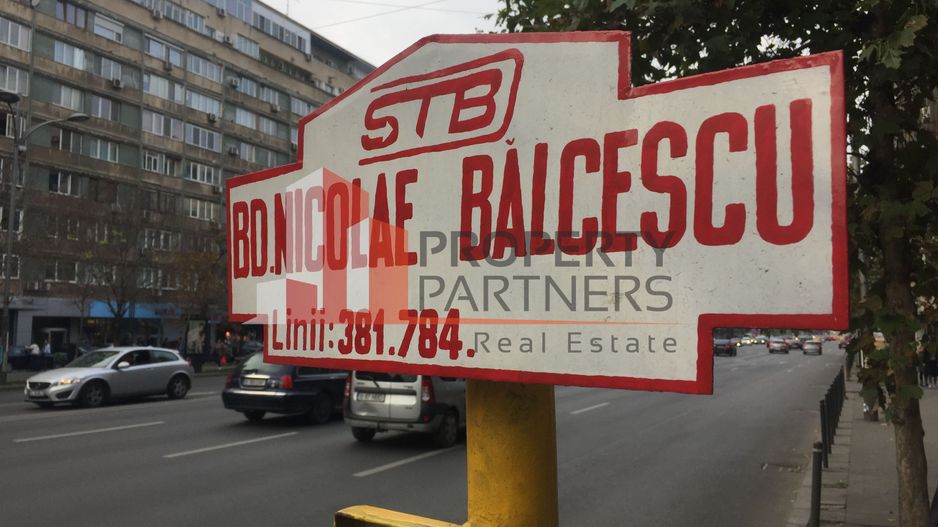 STB
BD.NICOLAE BĂLCESCU
Linii:381.784.
PROPERTY
PARTNERS
Real Estate